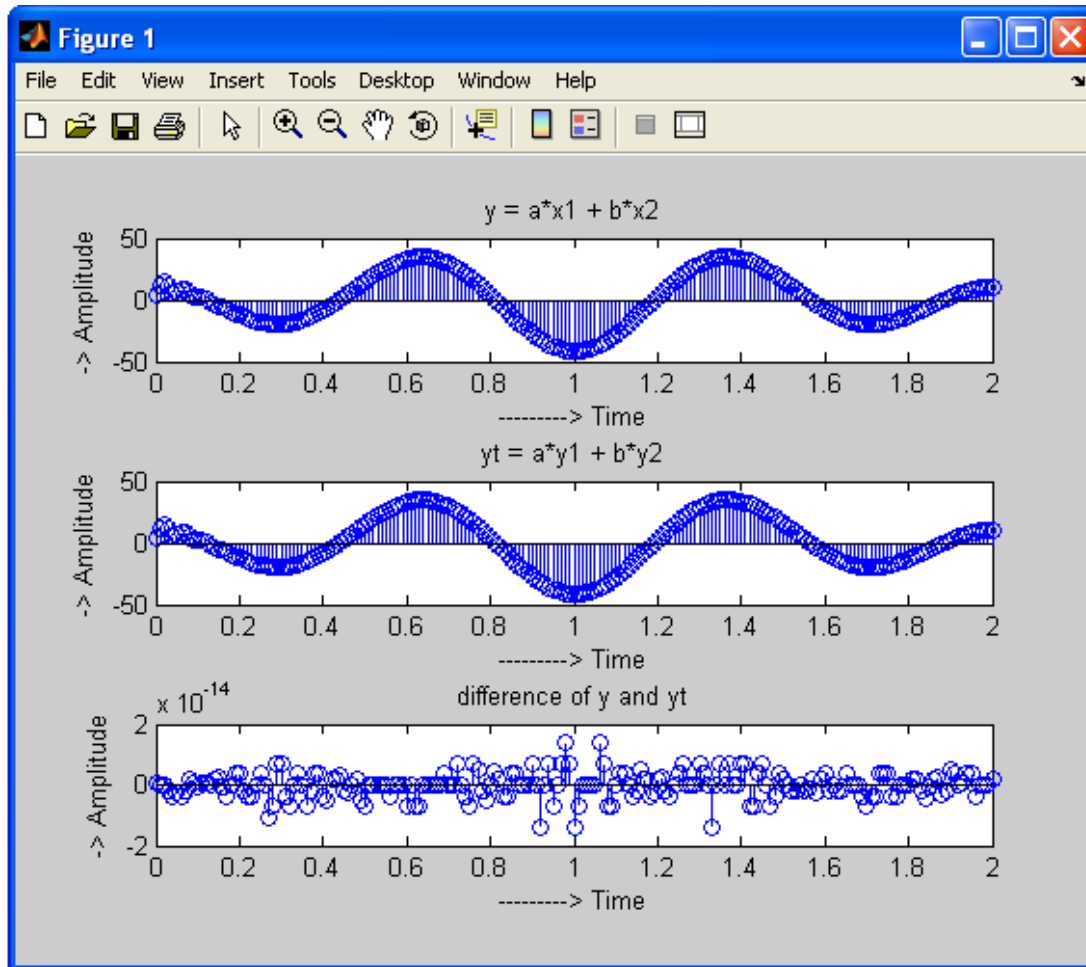 Figure 1
File Edit View Insert Tools Desktop Window Help
y = a*x1 + b*x2
-> Amplitude
50
0
-50
0 0.2 0.4 0.6 0.8 1 1.2 1.4 1.6 1.8 2
---------> Time
yt = a*y1 + b*y2
-> Amplitude
50
0
-50
0 0.2 0.4 0.6 0.8 1 1.2 1.4 1.6 1.8 2
---------> Time
x 10^-14
difference of y and yt
-> Amplitude
2
0
-2
0 0.2 0.4 0.6 0.8 1 1.2 1.4 1.6 1.8 2
---------> Time